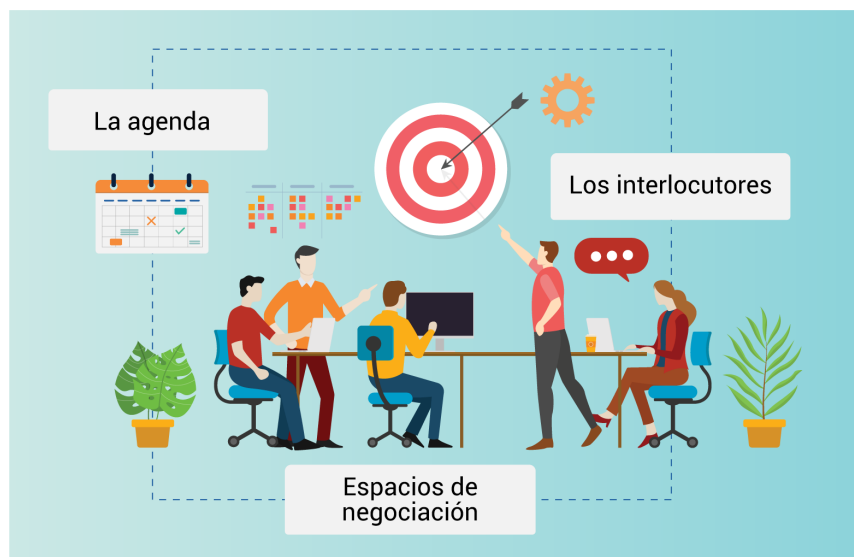 La agenda
Los interlocutores
Espacios de
negociación